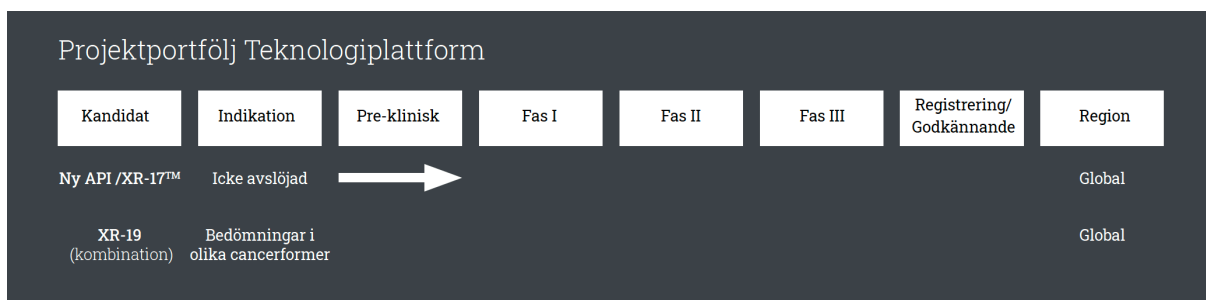 Projektportfölj Teknologiplattform
Kandidat Indikation Pre-klinisk Fas I Fas II Fas III Registrering/
Godkännande Region
Ny API /XR-17™ Icke avslöjad Global
XR-19 Bedömningar i Global
(kombination) olika cancerformer